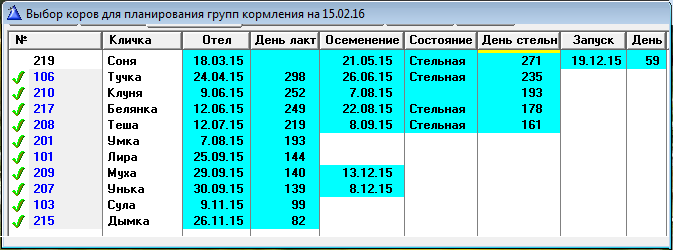 Выбор коров для планирования групп кормления на 15.02.16
№ Кличка Отел День лакт Осеменение Состояние День стельн Запуск День
219 Соня 18.03.15 21.05.15 Стельная 271 19.12.15 59
106 Тучка 24.04.15 298 26.06.15 Стельная 235
210 Клуня 9.06.15 252 7.08.15 193
217 Белянка 12.06.15 249 22.08.15 Стельная 178
208 Теша 12.07.15 219 8.09.15 Стельная 161
201 Умка 7.08.15 193
101 Лира 25.09.15 144
209 Муха 29.09.15 140 13.12.15
207 Унька 30.09.15 139 8.12.15
103 Сула 9.11.15 99
215 Дымка 26.11.15 82